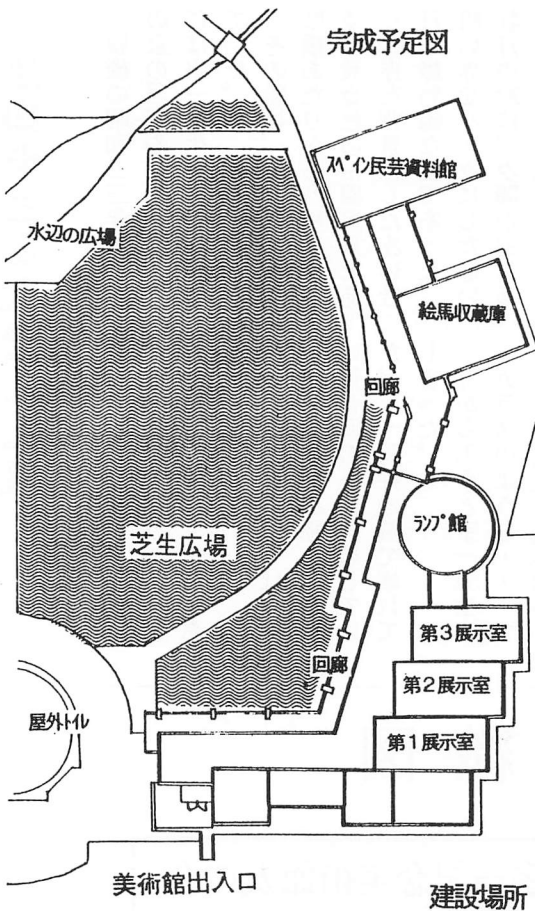 完成予定図
スペイン民芸資料館
水辺の広場
絵馬収蔵庫
回廊
ランプ館
芝生広場
第3展示室
回廊
第2展示室
屋外トイレ
第1展示室
美術館出入口
建設場所